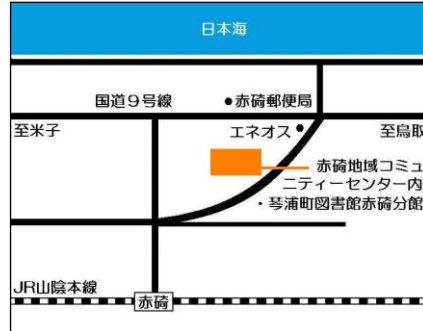 日本海
国道9号線
●赤碕郵便局
エネオス●
至米子
至鳥取
赤碕地域コミュ
ニティーセンター内
・琴浦町図書館赤碕分館
JR山陰本線
赤碕